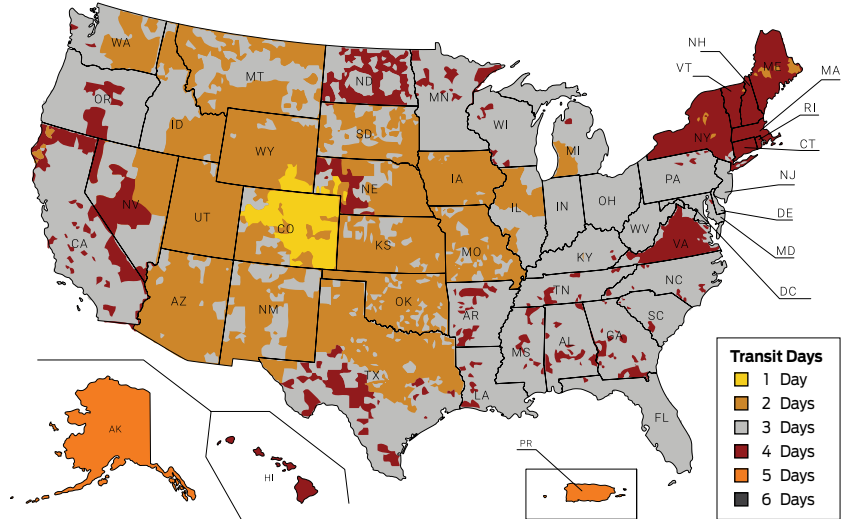 WA
OR
ID
MT
ND
MN
WI
MI
SD
WY
NE
IA
IL
IN
OH
PA
NY
VT
NH
ME
MA
RI
CT
NJ
DE
MD
DC
WV
VA
NC
SC
KY
TN
GA
AL
MS
AR
LA
FL
MO
KS
OK
TX
NM
CO
UT
AZ
NV
CA
AK
HI
PR
Transit Days
1 Day
2 Days
3 Days
4 Days
5 Days
6 Days